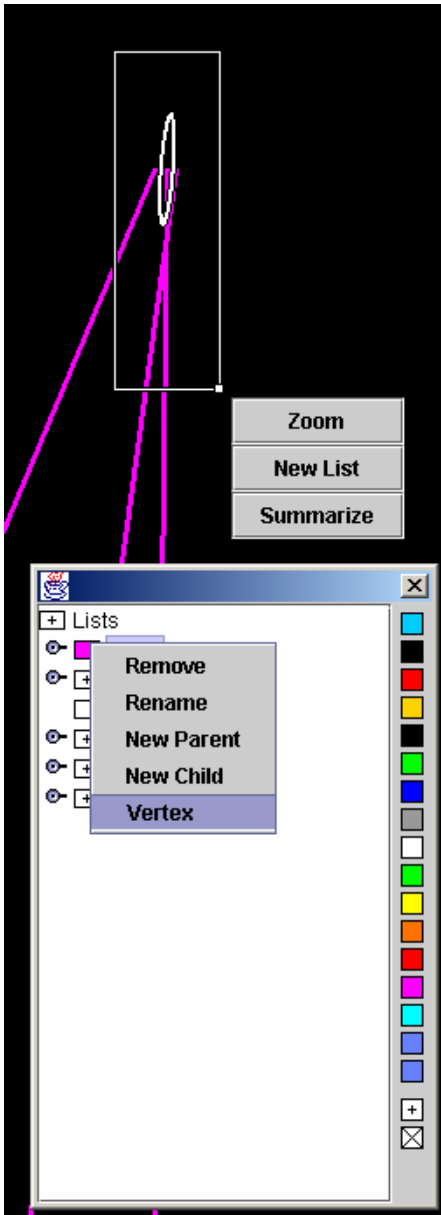 Zoom
New List
Summarize
Lists
Remove
Rename
New Parent
New Child
Vertex